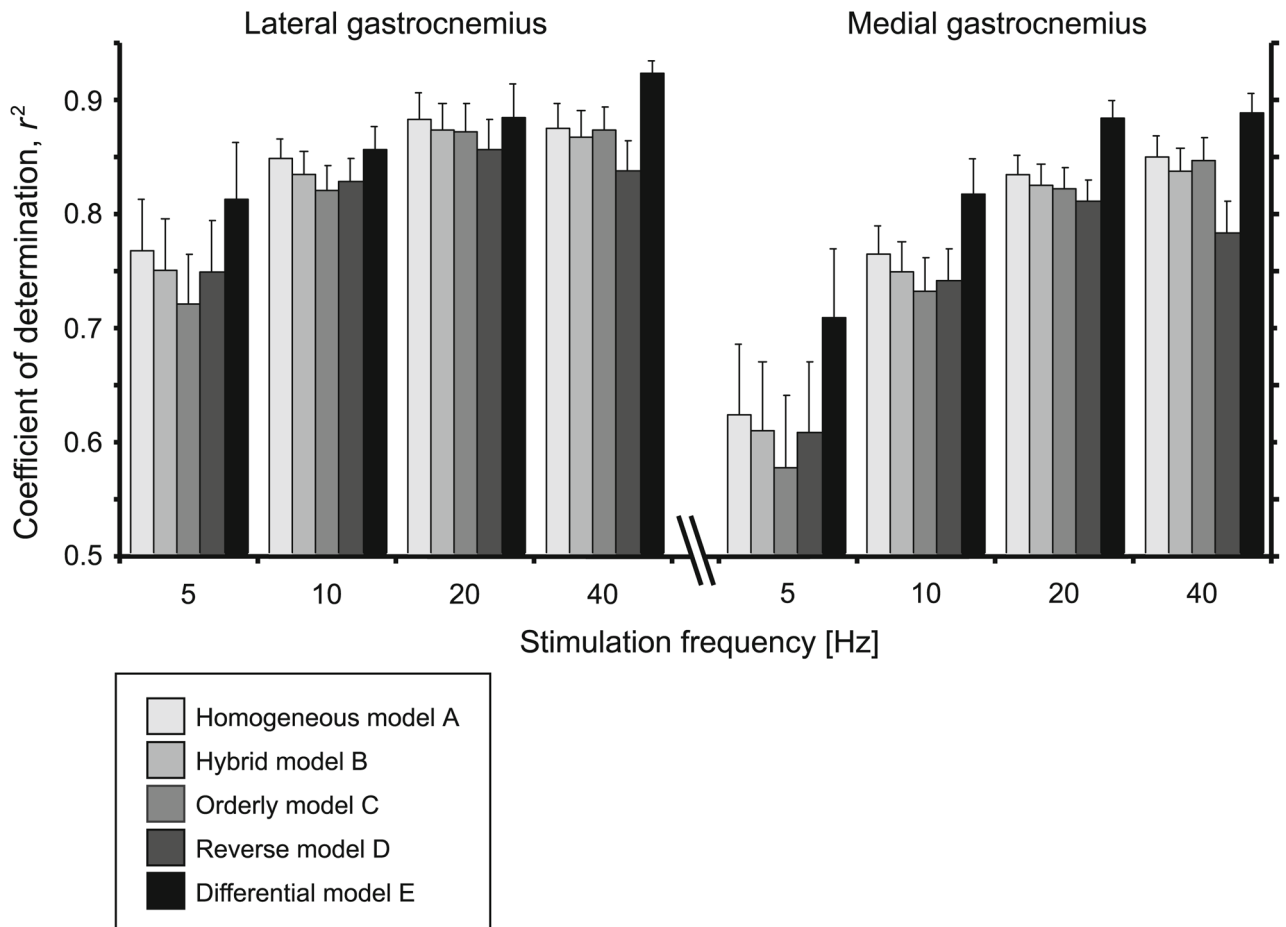 Lateral gastrocnemius
Medial gastrocnemius
Coefficient of determination, r²
0.9
0.8
0.7
0.6
0.5
5 10 20 40 5 10 20 40
Stimulation frequency [Hz]
Homogeneous model A
Hybrid model B
Orderly model C
Reverse model D
Differential model E